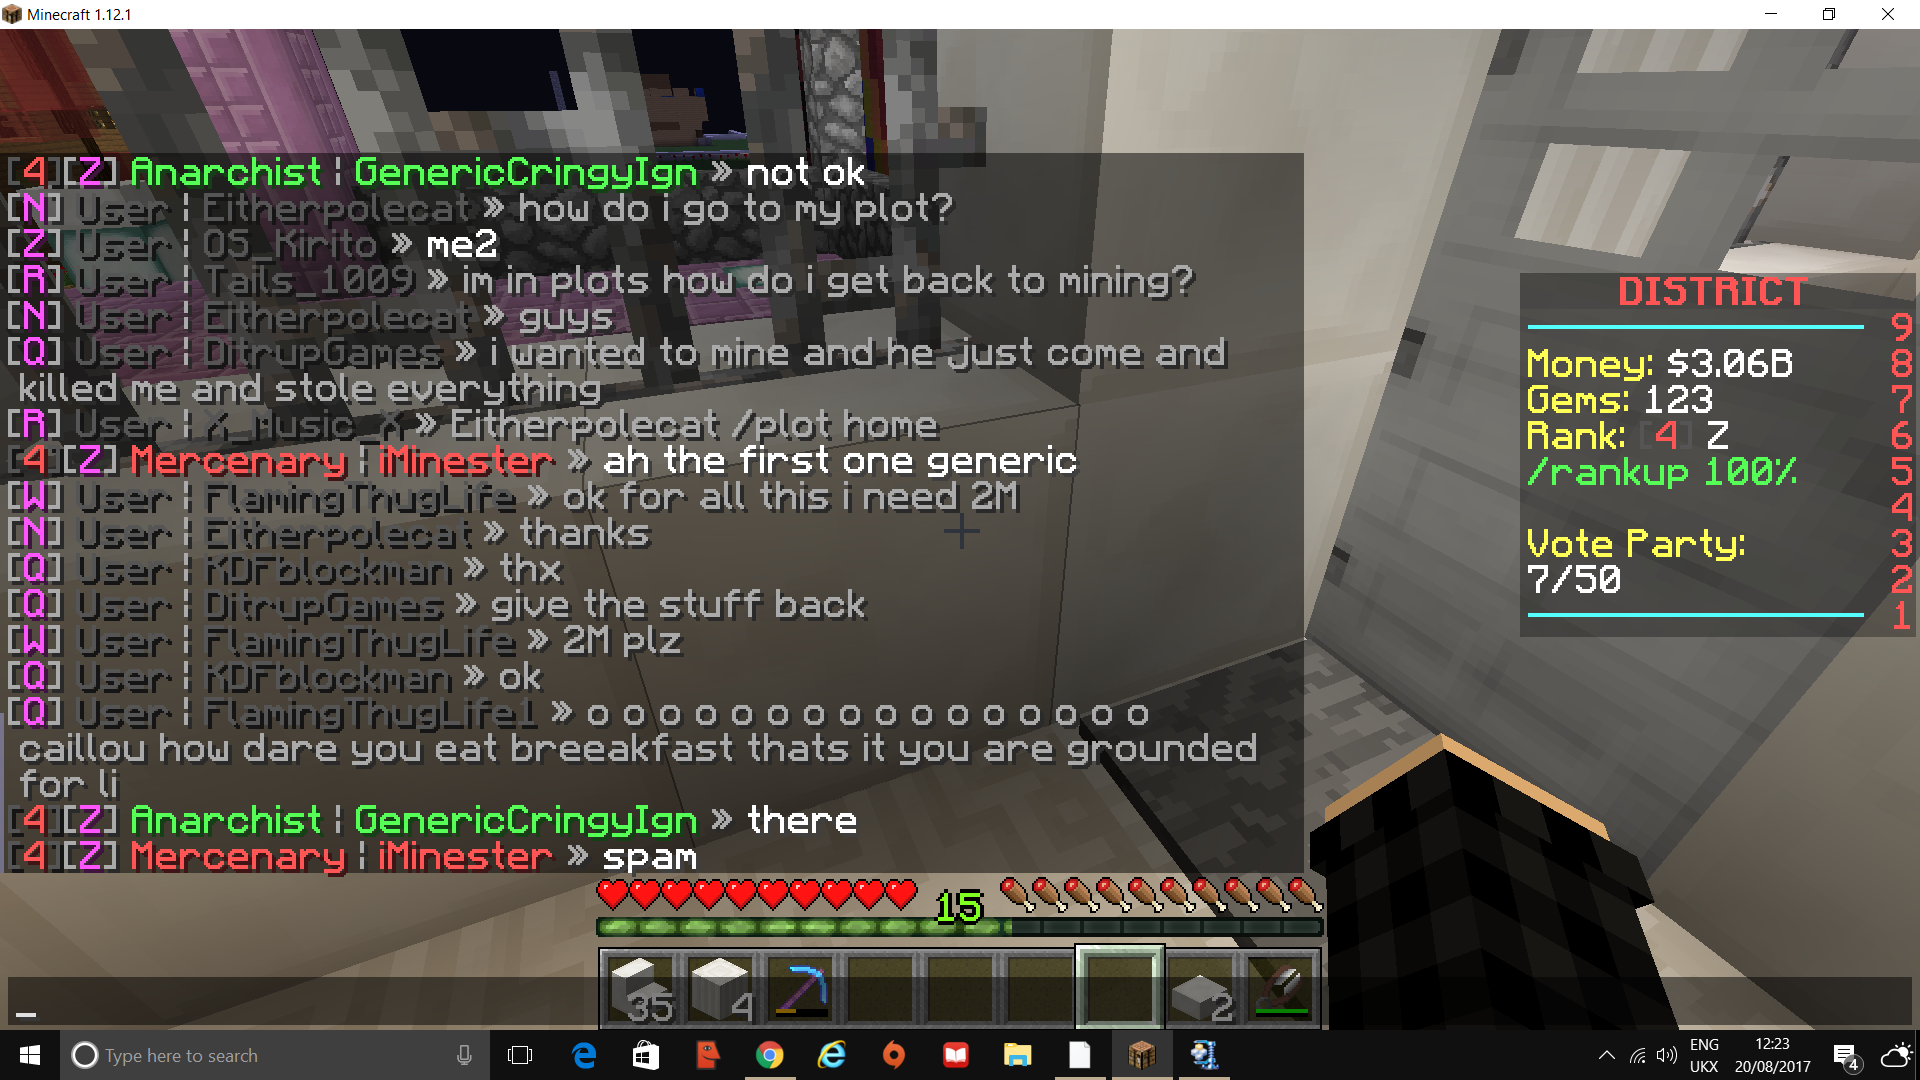 Minecraft 1.12.1
[4][Z] Anarchist ¦ GenericCringyIgn » not ok
[N] User ¦ Eitherpolecat » how do i go to my plot?
[Z] User ¦ 05_Kirito » me2
[R] User ¦ Tails_1009 » im in plots how do i get back to mining?
[N] User ¦ Eitherpolecat » guys
[Q] User ¦ DitrupGames » i wanted to mine and he just come and
killed me and stole everything
[R] User ¦ X_Music_X » Eitherpolecat /plot home
[4][Z] Mercenary ¦ iMinester » ah the first one generic
[W] User ¦ FlamingThugLife » ok for all this i need 2M
[N] User ¦ Eitherpolecat » thanks
[Q] User ¦ KDFblockman » thx
[Q] User ¦ DitrupGames » give the stuff back
[W] User ¦ FlamingThugLife » 2M plz
[Q] User ¦ KDFblockman » ok
[Q] User ¦ FlamingThugLife1 » o o o o o o o o o o o o o o o o
caillou how dare you eat breeakfast thats it you are grounded
for li
[4][Z] Anarchist ¦ GenericCringyIgn » there
[4][Z] Mercenary ¦ iMinester » spam
DISTRICT
9
Money: $3.06B 8
Gems: 123 7
Rank: [4] Z 6
/rankup 100% 5
4
Vote Party: 3
7/50 2
1
15
35 4 2
_
Type here to search
ENG
UKX
12:23
20/08/2017
4